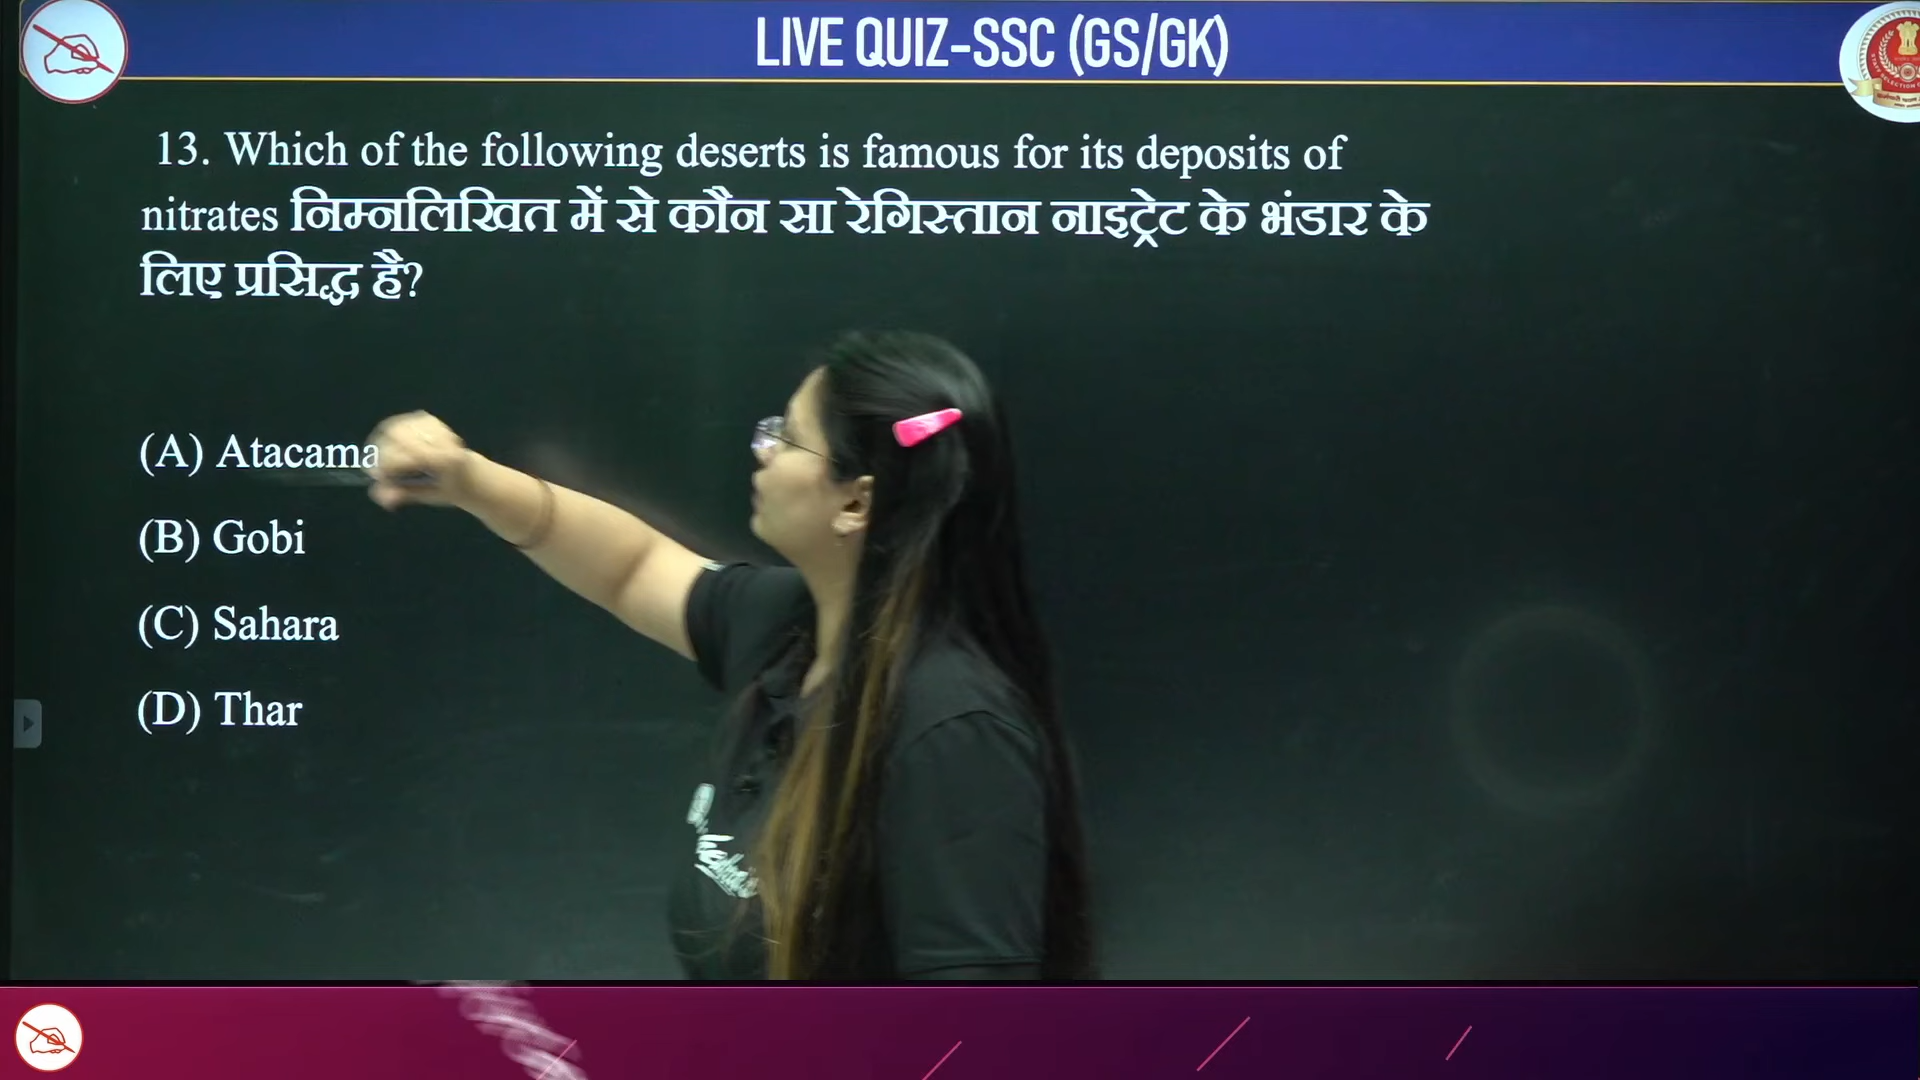 LIVE QUIZ-SSC (GS/GK)
13. Which of the following deserts is famous for its deposits of
nitrates निम्नलिखित में से कौन सा रेगिस्तान नाइट्रेट के भंडार के
लिए प्रसिद्ध है?
(A) Atacama
(B) Gobi
(C) Sahara
(D) Thar